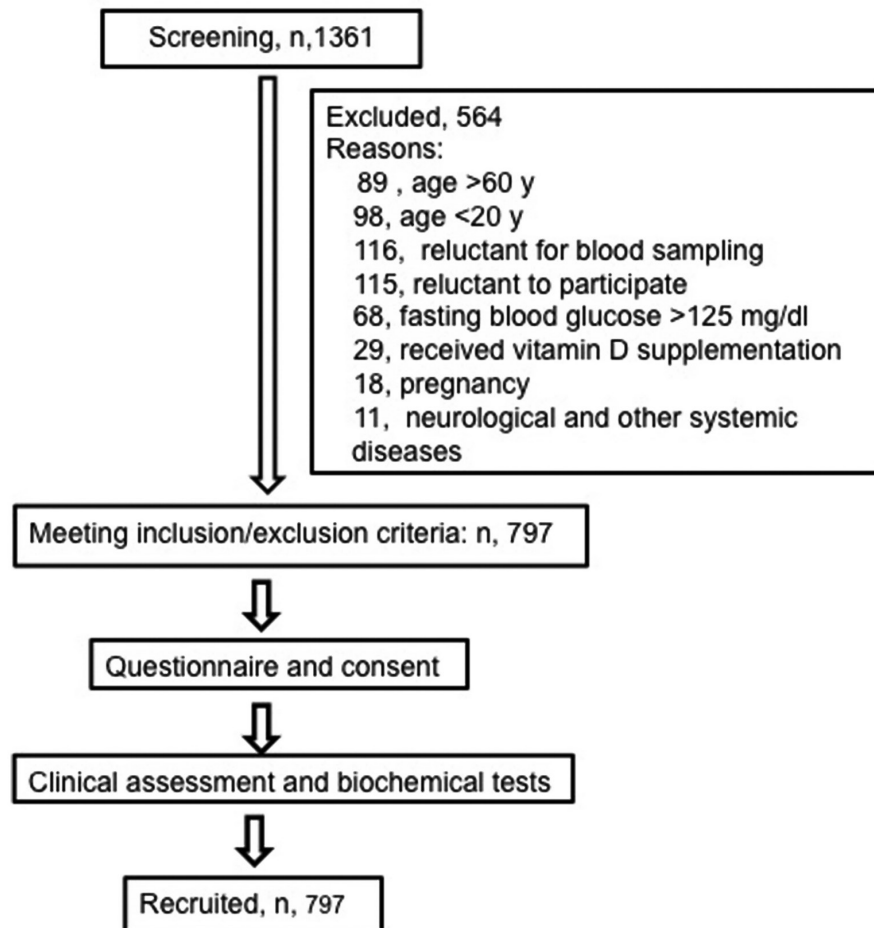 Screening, n,1361
Excluded, 564
Reasons:
89 , age >60 y
98, age <20 y
116, reluctant for blood sampling
115, reluctant to participate
68, fasting blood glucose >125 mg/dl
29, received vitamin D supplementation
18, pregnancy
11, neurological and other systemic
diseases
Meeting inclusion/exclusion criteria: n, 797
Questionnaire and consent
Clinical assessment and biochemical tests
Recruited, n, 797